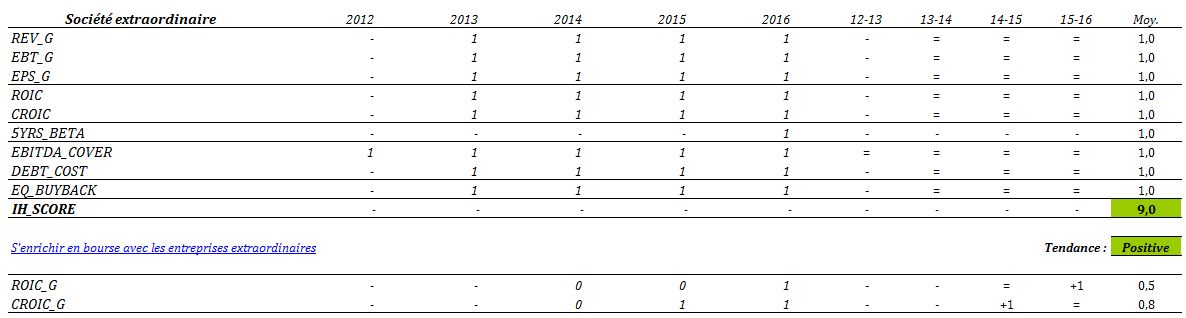 Société extraordinaire 2012 2013 2014 2015 2016 12-13 13-14 14-15 15-16 Moy.
REV_G - 1 1 1 1 - = = = 1,0
EBT_G - 1 1 1 1 - = = = 1,0
EPS_G - 1 1 1 1 - = = = 1,0
ROIC - 1 1 1 1 - = = = 1,0
CROIC - 1 1 1 1 - = = = 1,0
5YRS_BETA - - - - 1 - - - - 1,0
EBITDA_COVER 1 1 1 1 1 = = = = 1,0
DEBT_COST - 1 1 1 1 - = = = 1,0
EQ_BUYBACK - 1 1 1 1 - = = = 1,0
IH_SCORE - - - - - - - - - 9,0
S'enrichir en bourse avec les entreprises extraordinaires Tendance : Positive
ROIC_G - - 0 0 1 - - = +1 0,5
CROIC_G - - 0 1 1 - - +1 = 0,8